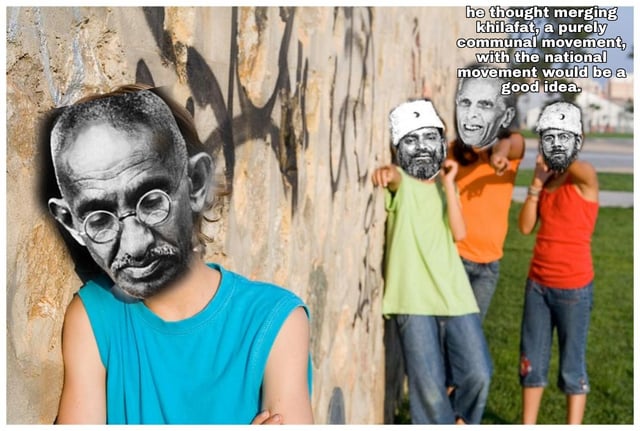 he thought merging
khilafat, a purely
communal movement,
with the national
movement would be a
good idea.